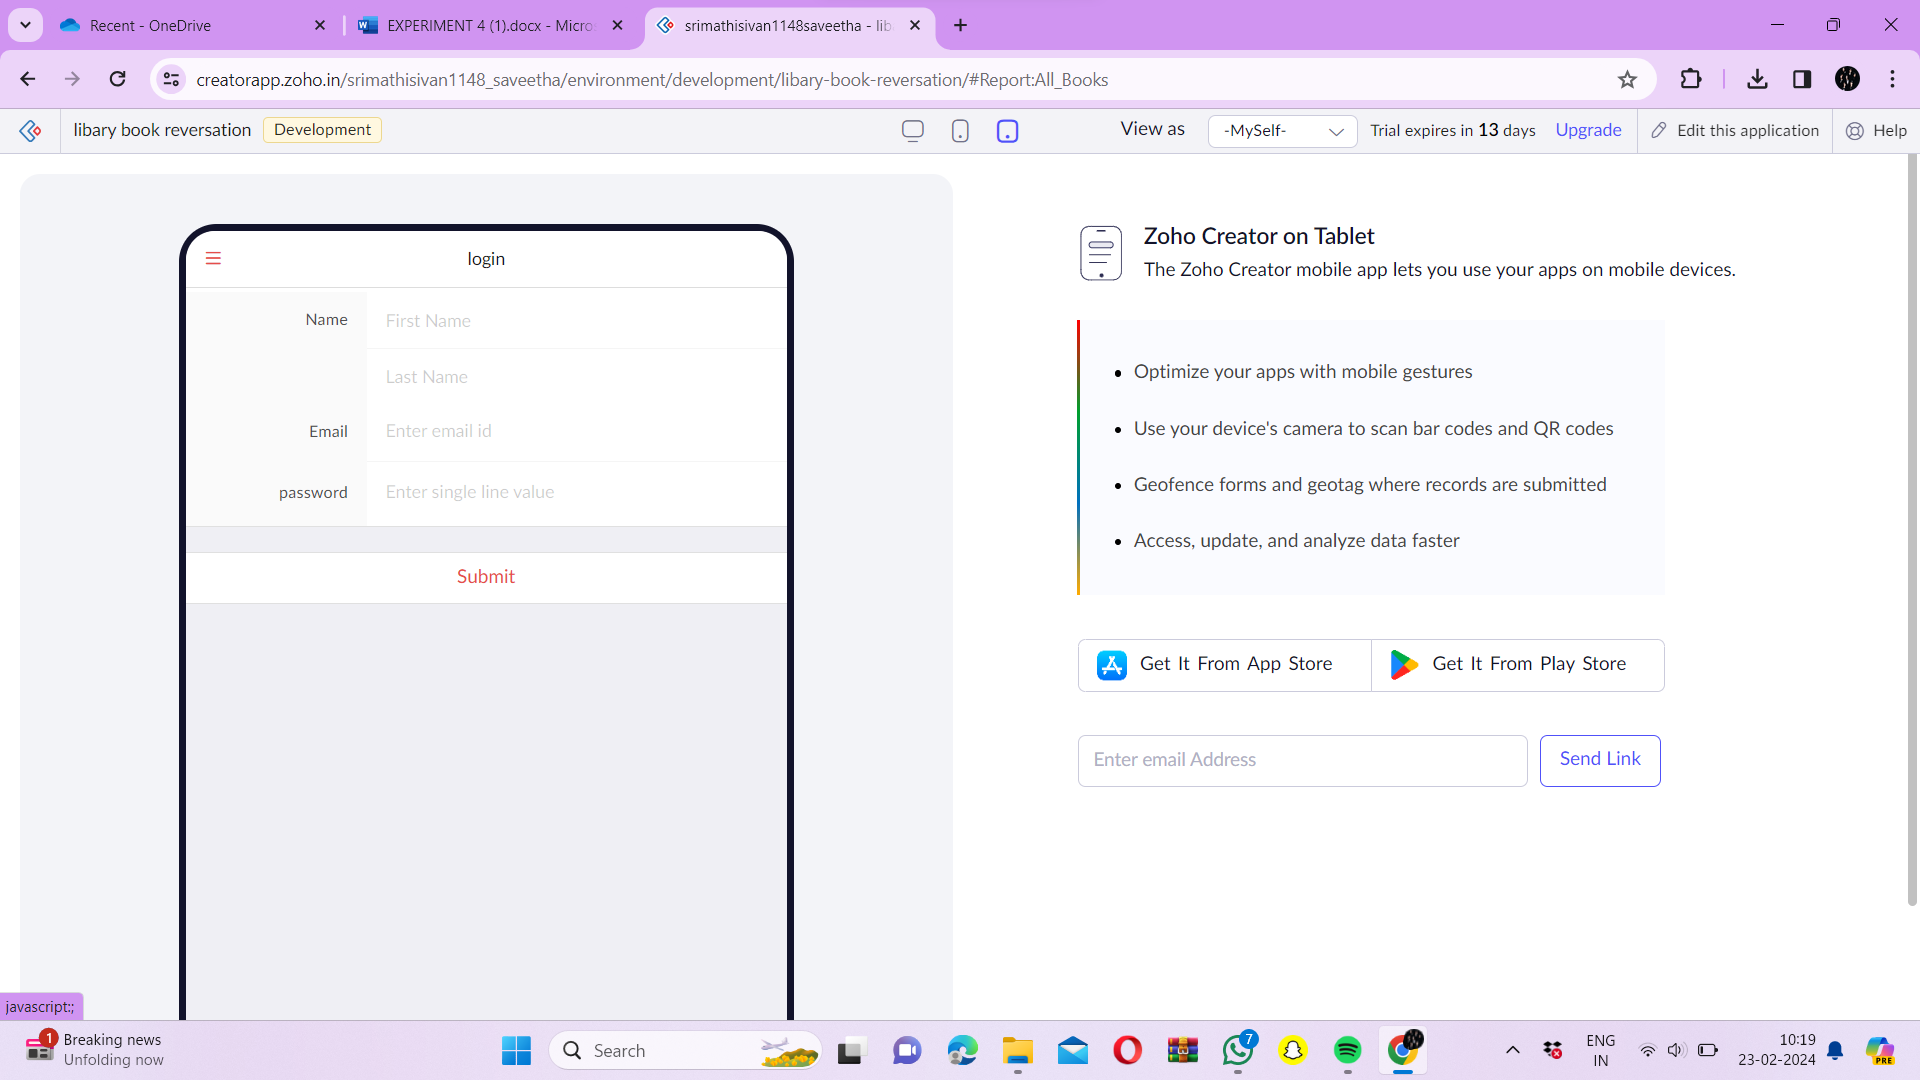 Recent - OneDrive
EXPERIMENT 4 (1).docx - Micro
srimathisivan1148saveetha - lib
creatorapp.zoho.in/srimathisivan1148_saveetha/environment/development/libary-book-reversation/#Report:All_Books
libary book reversation
Development
View as
-MySelf-
Trial expires in 13 days
Upgrade
Edit this application
Help
login
Name
First Name
Last Name
Email
Enter email id
password
Enter single line value
Submit
Zoho Creator on Tablet
The Zoho Creator mobile app lets you use your apps on mobile devices.
Optimize your apps with mobile gestures
Use your device's camera to scan bar codes and QR codes
Geofence forms and geotag where records are submitted
Access, update, and analyze data faster
Get It From App Store
Get It From Play Store
Enter email Address
Send Link
javascript:;
1
Breaking news
Unfolding now
Search
7
ENG
IN
10:19
23-02-2024
PRE